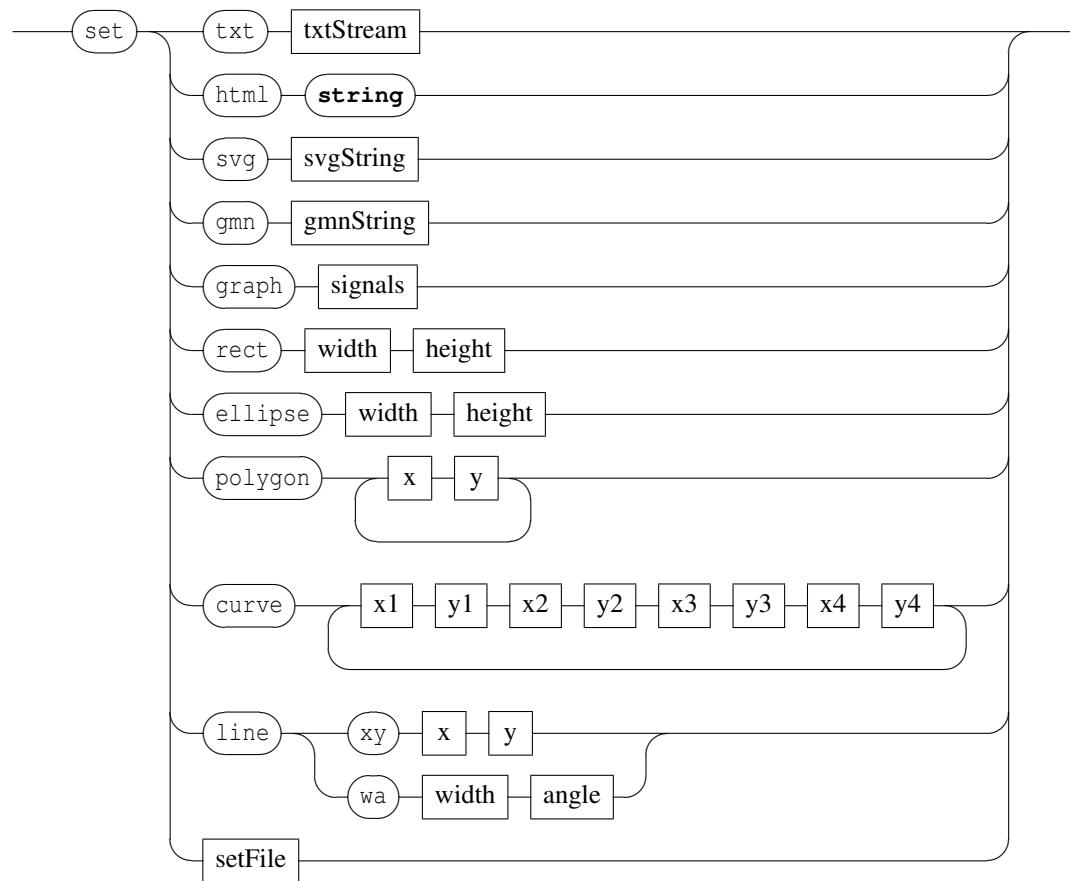 set txt txtStream
html string
svg svgString
gmn gmnString
graph signals
rect width height
ellipse width height
polygon x y
curve x1 y1 x2 y2 x3 y3 x4 y4
line xy x y
wa width angle
setFile